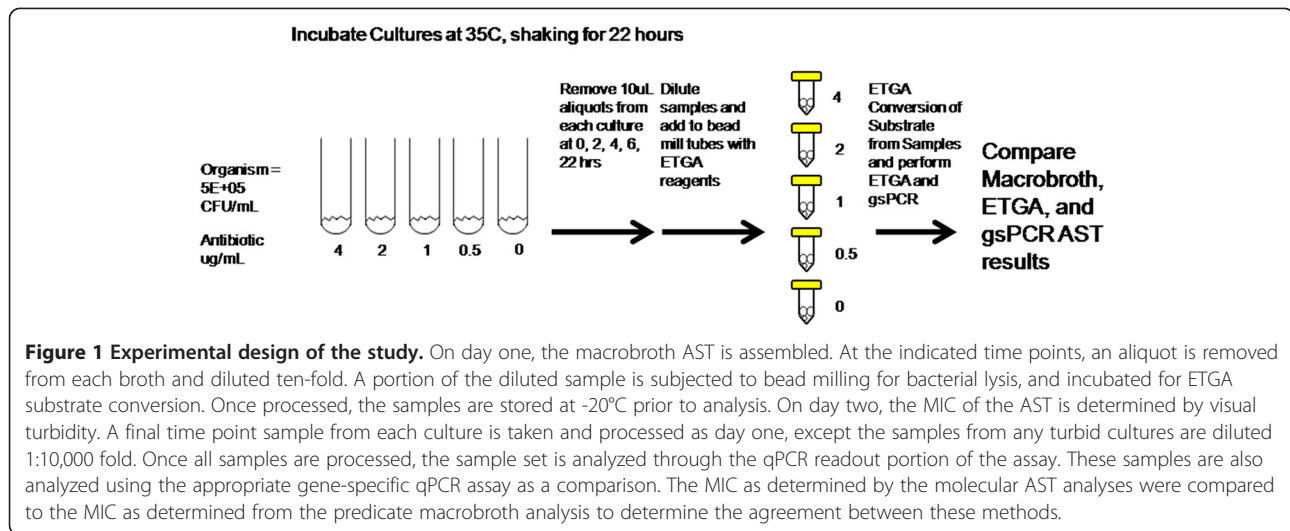 Incubate Cultures at 35C, shaking for 22 hours
Organism=
5E+05
CFU/mL
Antibiotic
ug/mL
4 2 1 0.5 0
Remove 10uL
aliquots from
each culture
at 0, 2, 4, 6,
22 hrs
Dilute
samples and
add to bead
mill tubes with
ETGA
reagents
4
2
1
0.5
0
ETGA
Conversion of
Substrate
from Samples
and perform
ETGA and
gsPCR
Compare
Macrobroth,
ETGA, and
gsPCR AST
results
Figure 1 Experimental design of the study. On day one, the macrobroth AST is assembled. At the indicated time points, an aliquot is removed
from each broth and diluted ten-fold. A portion of the diluted sample is subjected to bead milling for bacterial lysis, and incubated for ETGA
substrate conversion. Once processed, the samples are stored at -20°C prior to analysis. On day two, the MIC of the AST is determined by visual
turbidity. A final time point sample from each culture is taken and processed as day one, except the samples from any turbid cultures are diluted
1:10,000 fold. Once all samples are processed, the sample set is analyzed through the qPCR readout portion of the assay. These samples are also
analyzed using the appropriate gene-specific qPCR assay as a comparison. The MIC as determined by the molecular AST analyses were compared
to the MIC as determined from the predicate macrobroth analysis to determine the agreement between these methods.